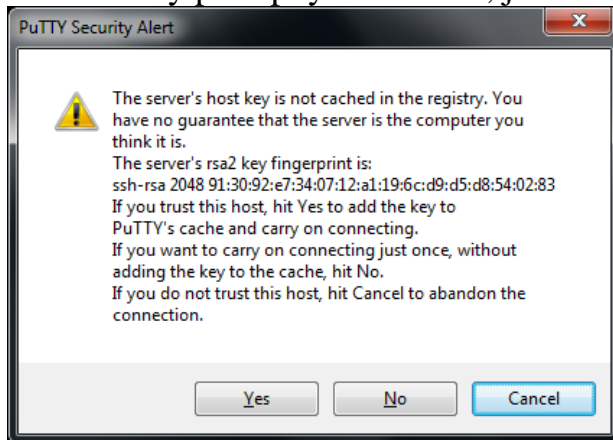 PuTTY Security Alert
The server's host key is not cached in the registry. You
have no guarantee that the server is the computer you
think it is.
The server's rsa2 key fingerprint is:
ssh-rsa 2048 91:30:92:e7:34:07:12:a1:19:6c:d9:d5:d8:54:02:83
If you trust this host, hit Yes to add the key to
PuTTY's cache and carry on connecting.
If you want to carry on connecting just once, without
adding the key to the cache, hit No.
If you do not trust this host, hit Cancel to abandon the
connection.
Yes No Cancel